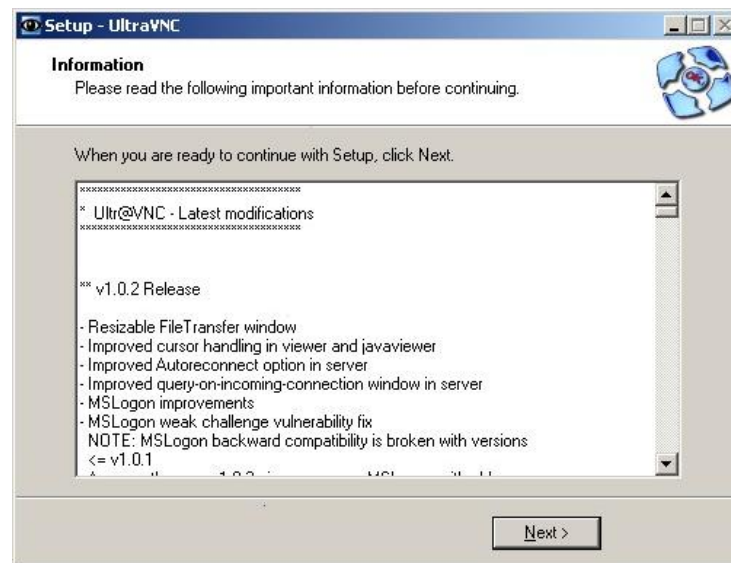 Setup - UltraVNC
Information
Please read the following important information before continuing.
When you are ready to continue with Setup, click Next.
************************************
* Ultr@VNC - Latest modifications
************************************
** v1.0.2 Release
- Resizable FileTransfer window
- Improved cursor handling in viewer and javaviewer
- Improved Autoreconnect option in server
- Improved query-on-incoming-connection window in server
- MSLogon improvements
- MSLogon weak challenge vulnerability fix
NOTE: MSLogon backward compatibility is broken with versions
<= v1.0.1
Next >